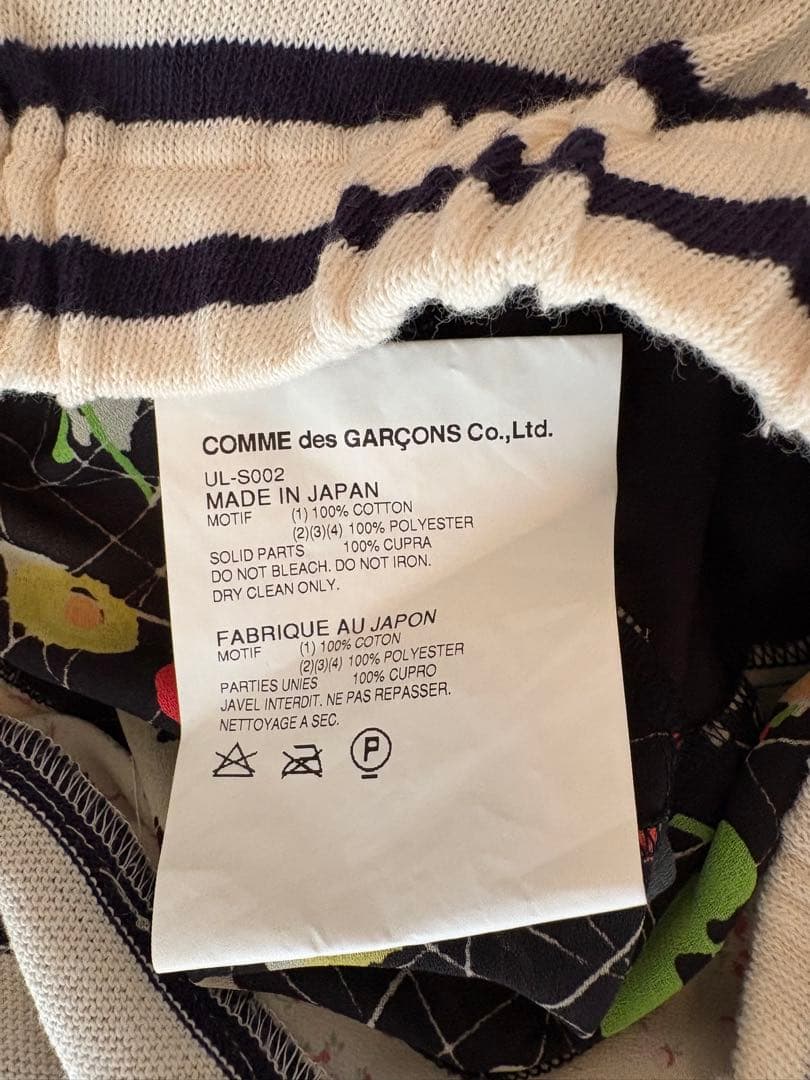 COMME des GARÇONS Co.,Ltd.
UL-S002
MADE IN JAPAN
MOTIF (1) 100% COTTON
(2)(3)(4) 100% POLYESTER
SOLID PARTS 100% CUPRA
DO NOT BLEACH. DO NOT IRON.
DRY CLEAN ONLY.
FABRIQUE AU JAPON
MOTIF (1) 100% COTON
(2)(3)(4) 100% POLYESTER
PARTIES UNIES 100% CUPRO
JAVEL INTERDIT. NE PAS REPASSER.
NETTOYAGE A SEC.
P